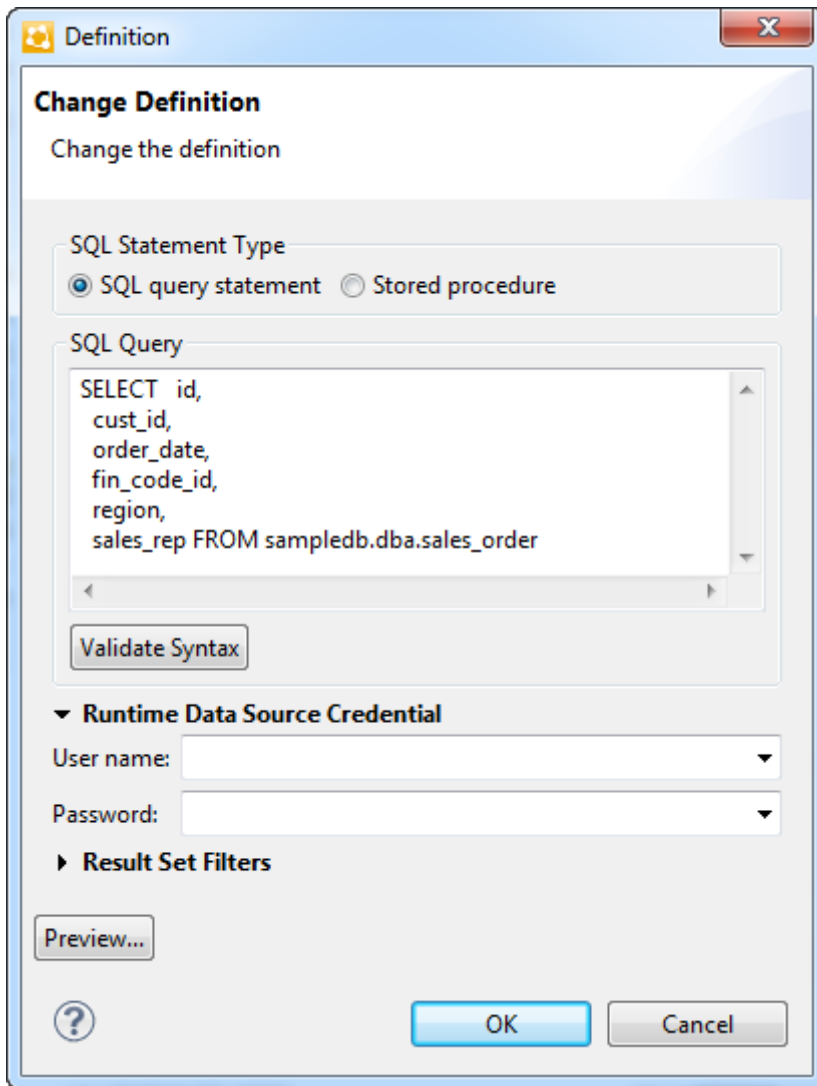 Definition
Change Definition
Change the definition
SQL Statement Type
SQL query statement Stored procedure
SQL Query
SELECT   id,
cust_id,
order_date,
fin_code_id,
region,
sales_rep FROM sampledb.dba.sales_order
Validate Syntax
Runtime Data Source Credential
User name:
Password:
Result Set Filters
Preview...
? OK Cancel